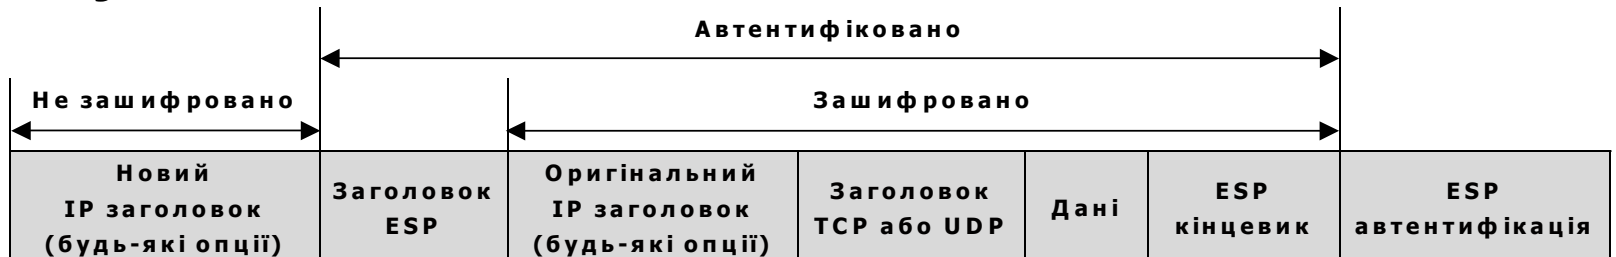 Автентифіковано
Не зашифровано
Зашифровано
Новий
IP заголовок
(будь-які опції)
Заголовок
ESP
Оригінальний
IP заголовок
(будь-які опції)
Заголовок
TCP або UDP
Дані
ESP
кінцевик
ESP
автентифікація